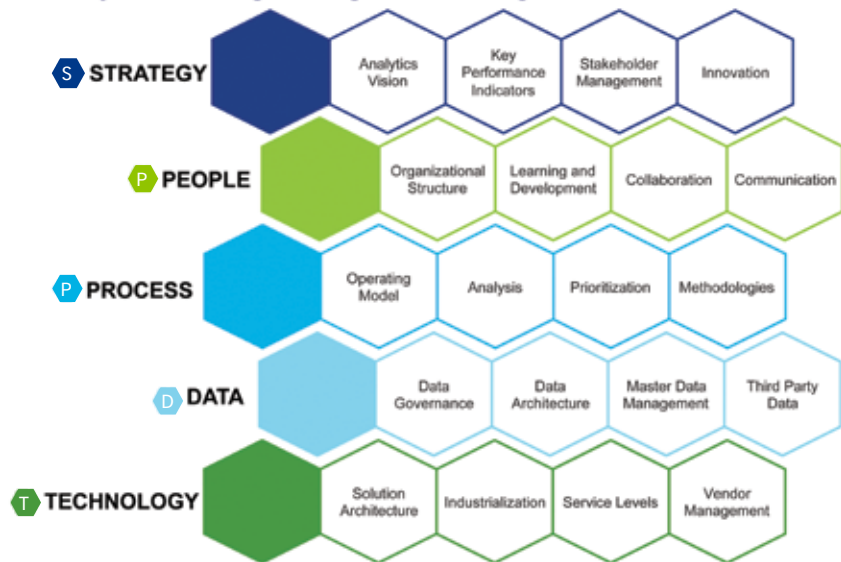 S STRATEGY
Analytics
Vision
Key
Performance
Indicators
Stakeholder
Management
Innovation
P PEOPLE
Organizational
Structure
Learning and
Development
Collaboration
Communication
P PROCESS
Operating
Model
Analysis
Prioritization
Methodologies
D DATA
Data
Governance
Data
Architecture
Master Data
Management
Third Party
Data
T TECHNOLOGY
Solution
Architecture
Industrialization
Service Levels
Vendor
Management